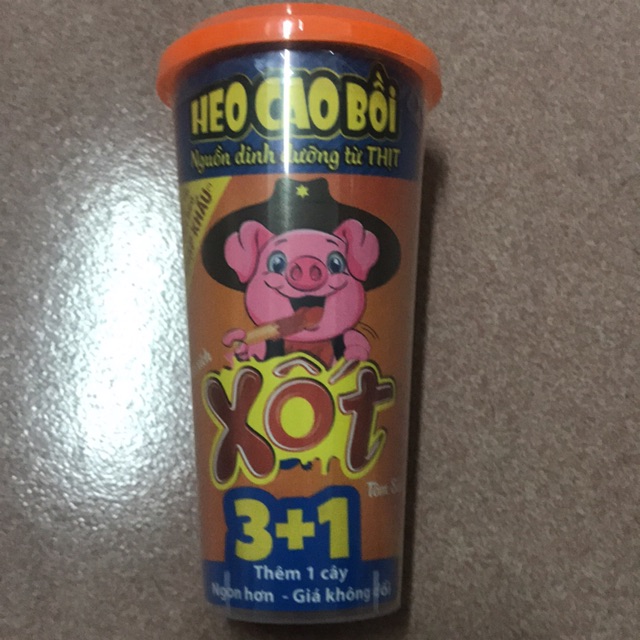 HEO CAO BỒI
Nguồn dinh dưỡng từ THỊT
KHẨU
XỐT
3+1
Thêm 1 cây
Ngon hơn - Giá không đổi